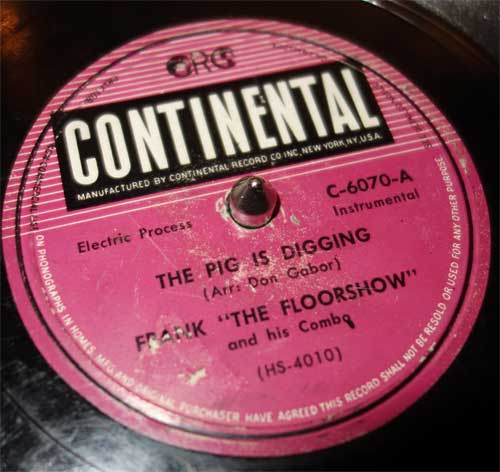 CRC
CONTINENTAL
MANUFACTURED BY CONTINENTAL RECORD CO INC, NEW YORK, N.Y., U.S.A.
C-6070-A
Electric Process
Instrumental
THE PIG IS DIGGING
(Arr: Don Gabor)
FRANK "THE FLOORSHOW"
and his Combo
(HS-4010)
ON PHONOGRAPHS IN HOMES. MFG AND ORIGINAL PURCHASER HAVE AGREED THIS RECORD SHALL NOT BE RESOLD OR USED FOR ANY OTHER PURPOSE